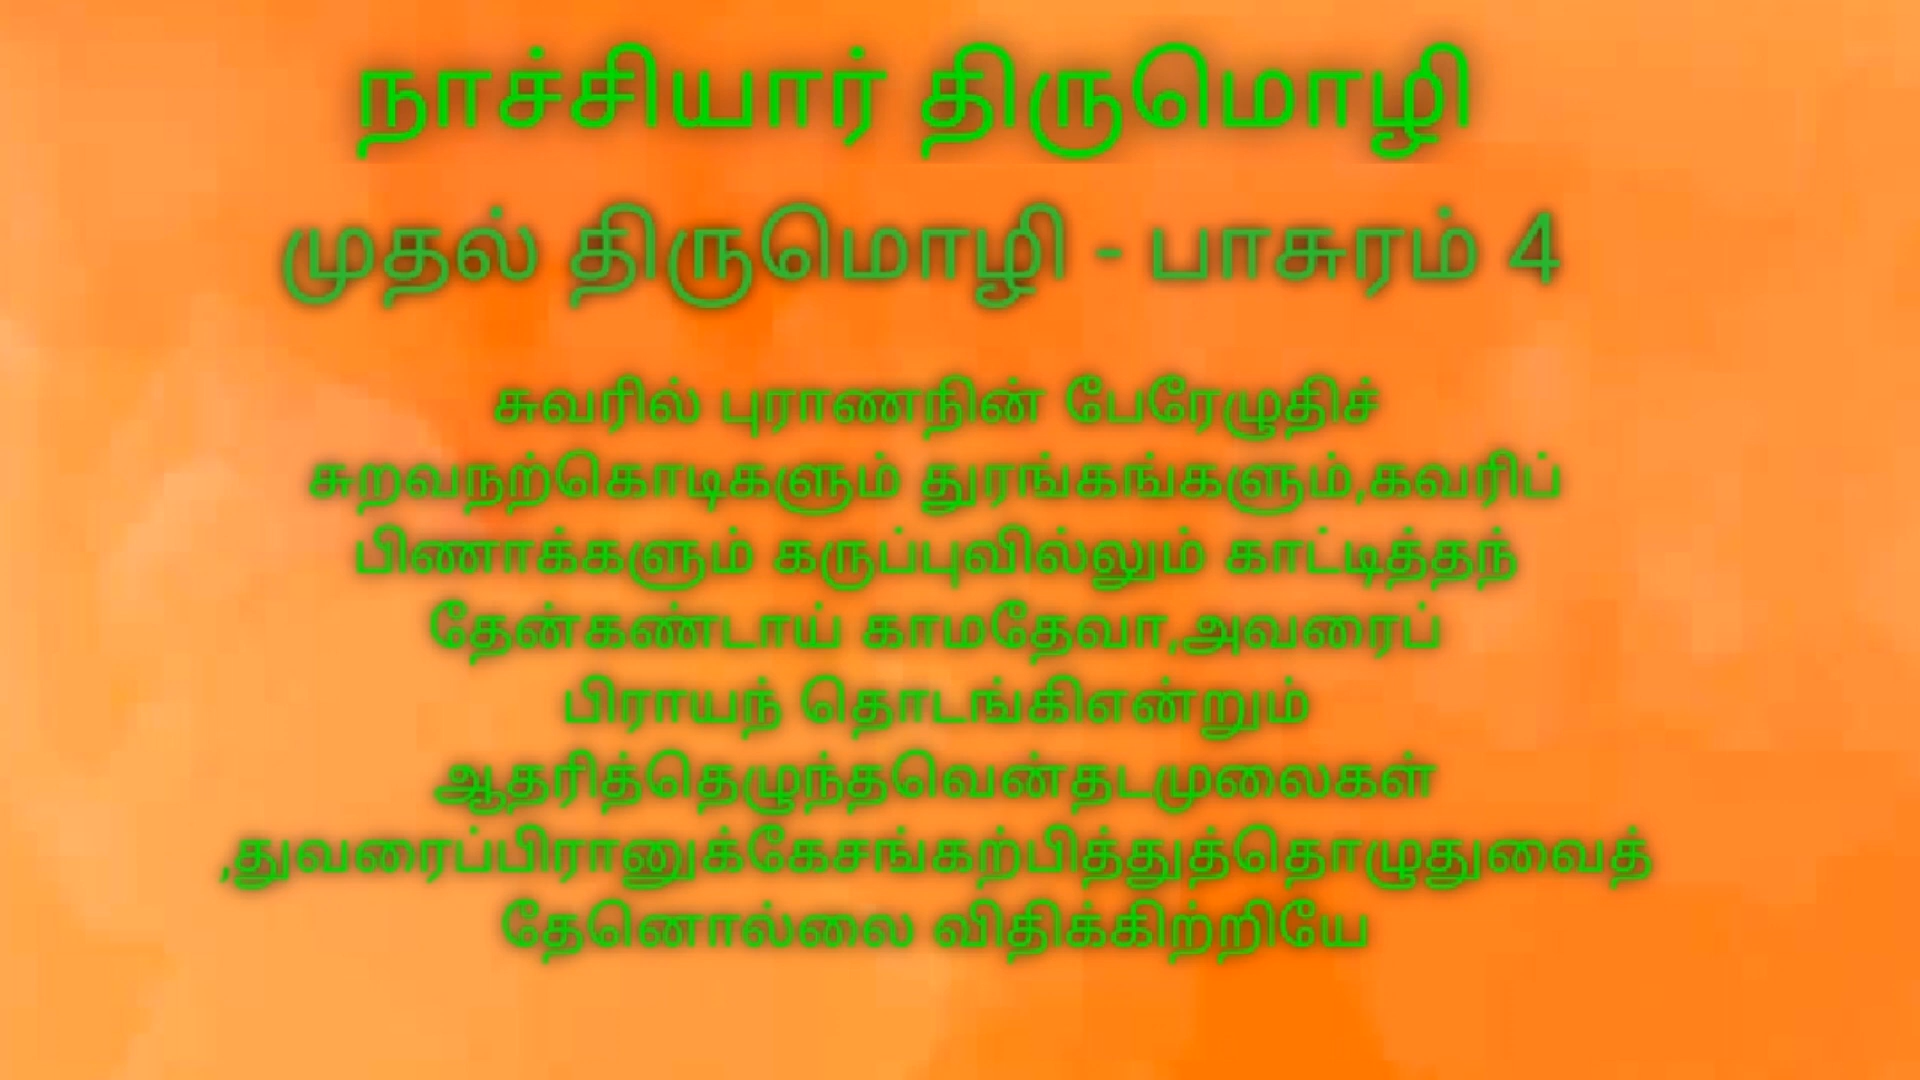 நாச்சியார் திருமொழி
முதல் திருமொழி - பாசுரம் 4
சுவரில் புராணநின் பேரேழுதிச்
சுறவநற்கொடிகளும் துரங்கங்களும்,கவரிப்
பிணாக்களும் கருப்புவில்லும் காட்டித்தந்
தேன்கண்டாய் காமதேவா,அவரைப்
பிராயந் தொடங்கிஎன்றும்
ஆதரித்தெழுந்தவென்தடமுலைகள்
,துவரைப்பிரானுக்கேசங்கற்பித்துத்தொழுதுவைத்
தேனொல்லை விதிக்கிற்றியே